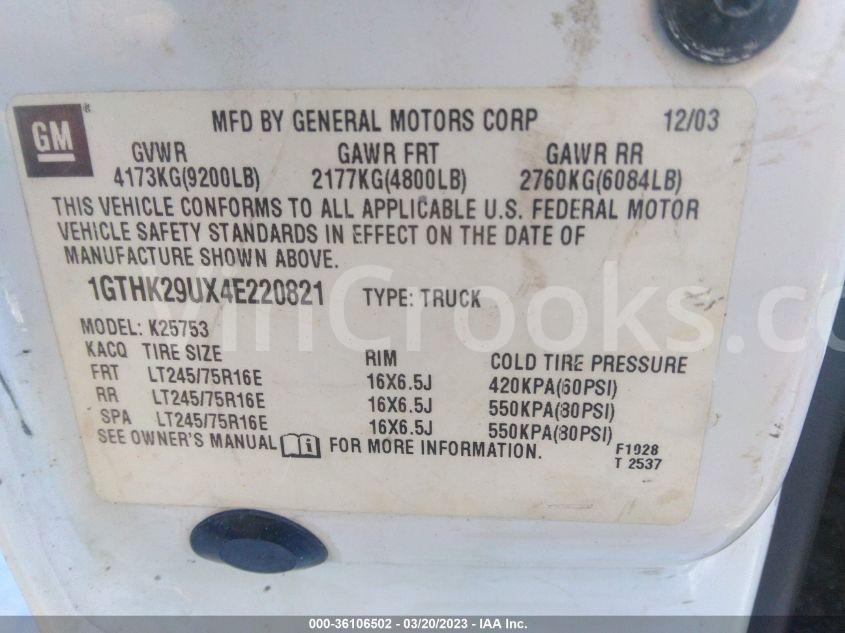 GM
MFD BY GENERAL MOTORS CORP 12/03
GVWR GAWR FRT GAWR RR
4173KG(9200LB) 2177KG(4800LB) 2760KG(6084LB)
THIS VEHICLE CONFORMS TO ALL APPLICABLE U.S. FEDERAL MOTOR
VEHICLE SAFETY STANDARDS IN EFFECT ON THE DATE OF
MANUFACTURE SHOWN ABOVE.
1GTHK29UX4E220821 TYPE: TRUCK
VinCrooks.co
MODEL: K25753
KACQ TIRE SIZE RIM COLD TIRE PRESSURE
FRT LT245/75R16E 16X6.5J 420KPA(60PSI)
RR LT245/75R16E 16X6.5J 550KPA(80PSI)
SPA LT245/75R16E 16X6.5J 550KPA(80PSI)
SEE OWNER'S MANUAL FOR MORE INFORMATION.
F1928
T 2537
000-36106502 / 03/20/2023 - IAA Inc.